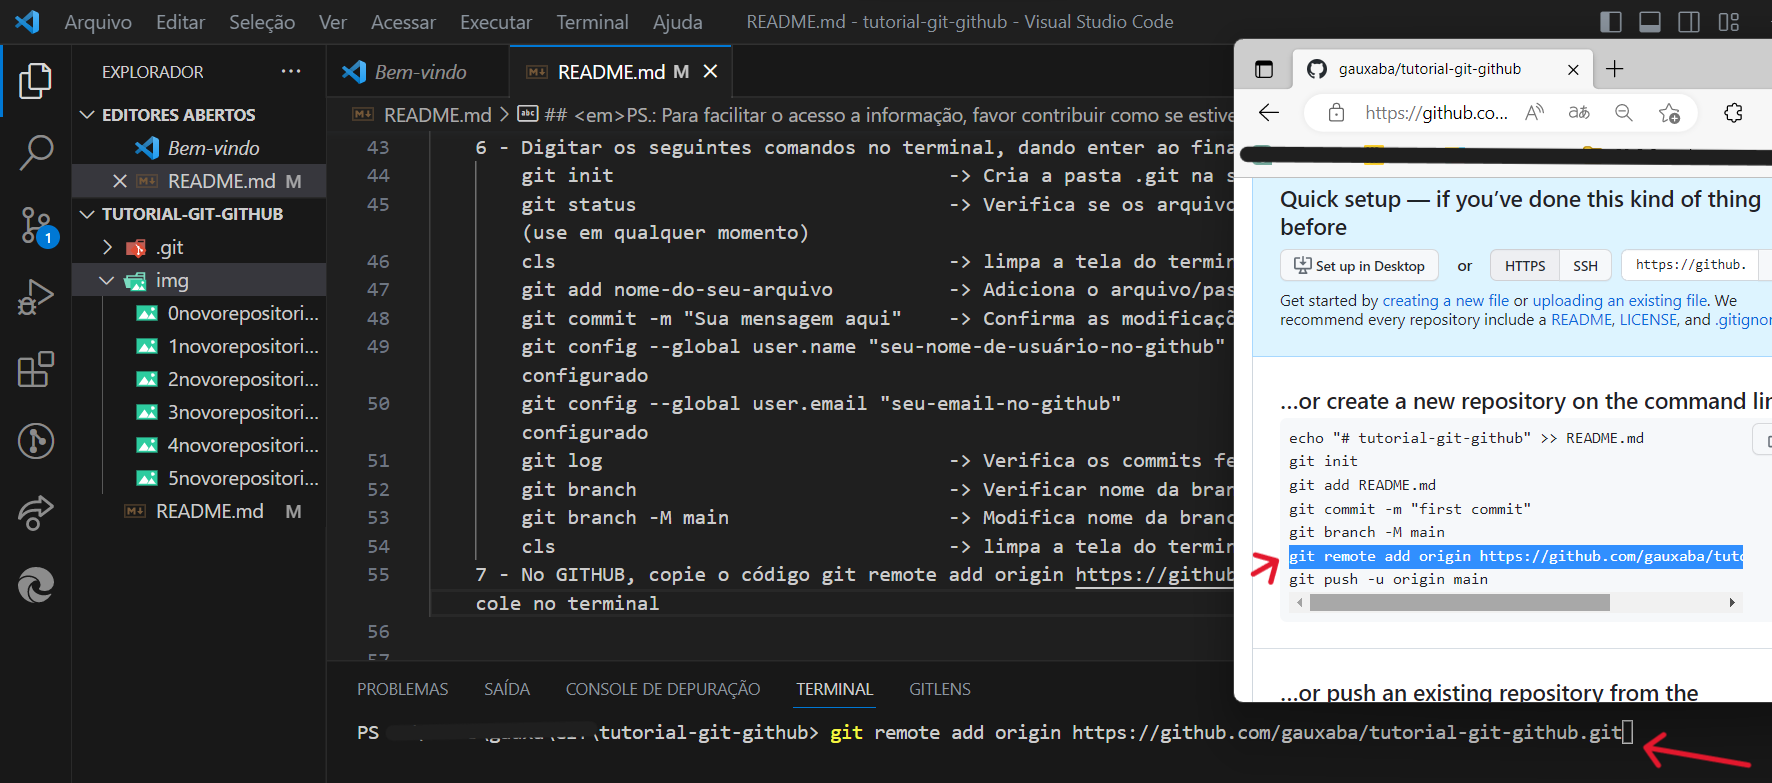 Arquivo Editar Seleção Ver Acessar Executar Terminal Ajuda README.md - tutorial-git-github - Visual Studio Code
EXPLORADOR ...
EDITORES ABERTOS
Bem-vindo
README.md M
TUTORIAL-GIT-GITHUB
.git
img
0novorepositori...
1novorepositori...
2novorepositori...
3novorepositori...
4novorepositori...
5novorepositori...
README.md M
1
Bem-vindo README.md M
README.md > abc ## <em>PS.: Para facilitar o acesso a informação, favor contribuir como se estive
43 6 - Digitar os seguintes comandos no terminal, dando enter ao fina
44 git init -> Cria a pasta .git na s
45 git status -> Verifica se os arquivo
(use em qualquer momento)
46 cls -> limpa a tela do termin
47 git add nome-do-seu-arquivo -> Adiciona o arquivo/pas
48 git commit -m "Sua mensagem aqui" -> Confirma as modificaçõ
49 git config --global user.name "seu-nome-de-usuário-no-github"
configurado
50 git config --global user.email "seu-email-no-github"
configurado
51 git log -> Verifica os commits fe
52 git branch -> Verificar nome da bran
53 git branch -M main -> Modifica nome da branc
54 cls -> limpa a tela do termin
55 7 - No GITHUB, copie o código git remote add origin https://github
cole no terminal
56
57
PROBLEMAS SAÍDA CONSOLE DE DEPURAÇÃO TERMINAL GITLENS
PS \tutorial-git-github> git remote add origin https://github.com/gauxaba/tutorial-git-github.git
gauxaba/tutorial-git-github
https://github.co...
Quick setup — if you've done this kind of thing
before
Set up in Desktop or HTTPS SSH https://github.
Get started by creating a new file or uploading an existing file. We
recommend every repository include a README, LICENSE, and .gitignor
...or create a new repository on the command lin
echo "# tutorial-git-github" >> README.md
git init
git add README.md
git commit -m "first commit"
git branch -M main
git remote add origin https://github.com/gauxaba/tuto
git push -u origin main
...or push an existing repository from the